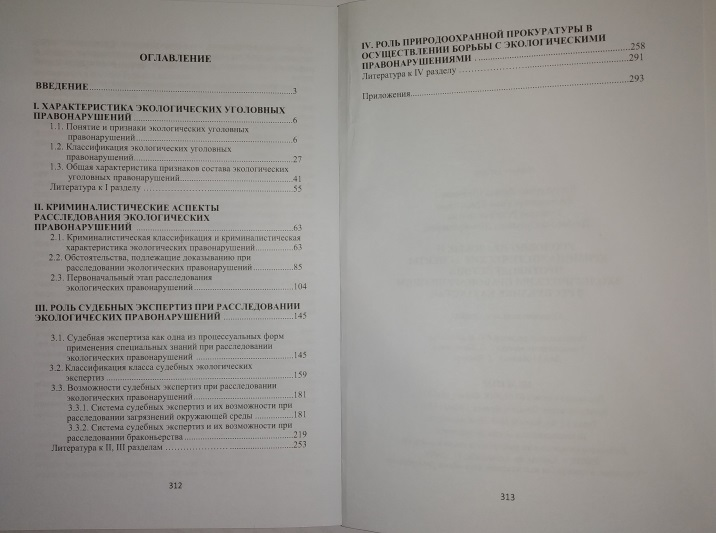 ОГЛАВЛЕНИЕ
ВВЕДЕНИЕ 3
I. ХАРАКТЕРИСТИКА ЭКОЛОГИЧЕСКИХ УГОЛОВНЫХ
ПРАВОНАРУШЕНИЙ 6
1.1. Понятие и признаки экологических уголовных
правонарушений 6
1.2. Классификация экологических уголовных
правонарушений 27
1.3. Общая характеристика признаков состава экологических
уголовных правонарушений 41
Литература к I разделу 55
II. КРИМИНАЛИСТИЧЕСКИЕ АСПЕКТЫ
РАССЛЕДОВАНИЯ ЭКОЛОГИЧЕСКИХ
ПРАВОНАРУШЕНИЙ 63
2.1. Криминалистическая классификация и криминалистическая
характеристика экологических правонарушений 63
2.2. Обстоятельства, подлежащие доказыванию при
расследовании экологических правонарушений 85
2.3. Первоначальный этап расследования
экологических правонарушений 104
III. РОЛЬ СУДЕБНЫХ ЭКСПЕРТИЗ ПРИ РАССЛЕДОВАНИИ
ЭКОЛОГИЧЕСКИХ ПРАВОНАРУШЕНИЙ 145
3.1. Судебная экспертиза как одна из процессуальных форм
применения специальных знаний при расследовании
экологических правонарушений 145
3.2. Классификация класса судебных экологических
экспертиз 159
3.3. Возможности судебных экспертиз при расследовании
экологических правонарушений 181
3.3.1. Система судебных экспертиз и их возможности при
расследовании загрязнений окружающей среды 181
3.3.2. Система судебных экспертиз и их возможности при
расследовании браконьерства 219
Литература к II, III разделам 253
312
IV. РОЛЬ ПРИРОДООХРАННОЙ ПРОКУРАТУРЫ В
ОСУЩЕСТВЛЕНИИ БОРЬБЫ С ЭКОЛОГИЧЕСКИМИ
ПРАВОНАРУШЕНИЯМИ 258
Литература к IV разделу 291
Приложения 293
313